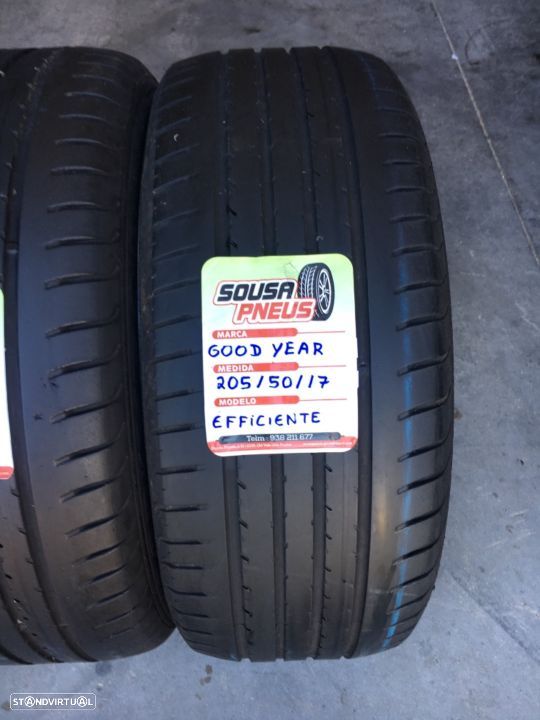 SOUSA
PNEUS
MARCA
GOOD YEAR
MEDIDA
205/50/17
MODELO
EFFiCiENTE
Telm : 938 211 677
STANDVIRTUAL